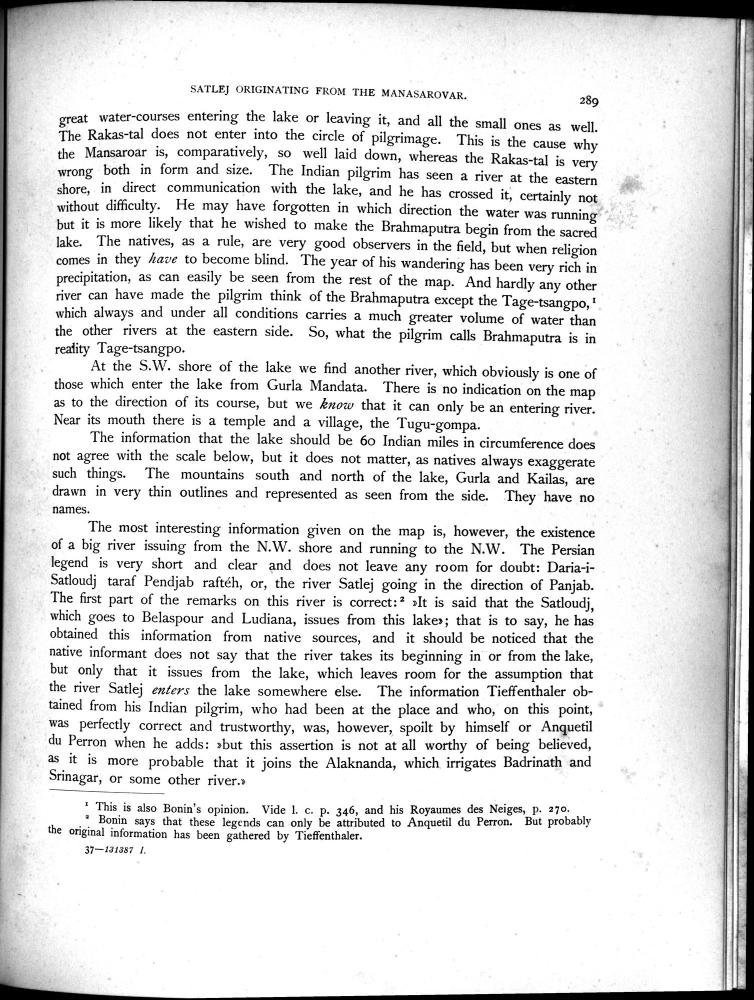 SATLEJ ORIGINATING FROM THE MANASAROVAR.
289
great water-courses entering the lake or leaving it, and all the small ones as well.
The Rakas-tal does not enter into the circle of pilgrimage. This is the cause why
the Mansaroar is, comparatively, so well laid down, whereas the Rakas-tal is very
wrong both in form and size. The Indian pilgrim has seen a river at the eastern
shore, in direct communication with the lake, and he has crossed it, certainly not
without difficulty. He may have forgotten in which direction the water was running
but it is more likely that he wished to make the Brahmaputra begin from the sacred
lake. The natives, as a rule, are very good observers in the field, but when religion
comes in they have to become blind. The year of his wandering has been very rich in
precipitation, as can easily be seen from the rest of the map. And hardly any other
river can have made the pilgrim think of the Brahmaputra except the Tage-tsangpo,¹
which always and under all conditions carries a much greater volume of water than
the other rivers at the eastern side. So, what the pilgrim calls Brahmaputra is in
reality Tage-tsangpo.
At the S.W. shore of the lake we find another river, which obviously is one of
those which enter the lake from Gurla Mandata. There is no indication on the map
as to the direction of its course, but we know that it can only be an entering river.
Near its mouth there is a temple and a village, the Tugu-gompa.
The information that the lake should be 60 Indian miles in circumference does
not agree with the scale below, but it does not matter, as natives always exaggerate
such things. The mountains south and north of the lake, Gurla and Kailas, are
drawn in very thin outlines and represented as seen from the side. They have no
names.
The most interesting information given on the map is, however, the existence
of a big river issuing from the N.W. shore and running to the N.W. The Persian
legend is very short and clear and does not leave any room for doubt: Daria-i-
Satloudj taraf Pendjab raftéh, or, the river Satlej going in the direction of Panjab.
The first part of the remarks on this river is correct:² »It is said that the Satloudj,
which goes to Belaspour and Ludiana, issues from this lake»; that is to say, he has
obtained this information from native sources, and it should be noticed that the
native informant does not say that the river takes its beginning in or from the lake,
but only that it issues from the lake, which leaves room for the assumption that
the river Satlej enters the lake somewhere else. The information Tieffenthaler ob-
tained from his Indian pilgrim, who had been at the place and who, on this point,
was perfectly correct and trustworthy, was, however, spoilt by himself or Anquetil
du Perron when he adds: »but this assertion is not at all worthy of being believed,
as it is more probable that it joins the Alaknanda, which irrigates Badrinath and
Srinagar, or some other river.»
¹ This is also Bonin's opinion. Vide l. c. p. 346, and his Royaumes des Neiges, p. 270.
² Bonin says that these legends can only be attributed to Anquetil du Perron. But probably
the original information has been gathered by Tieffenthaler.
37—131387 I.